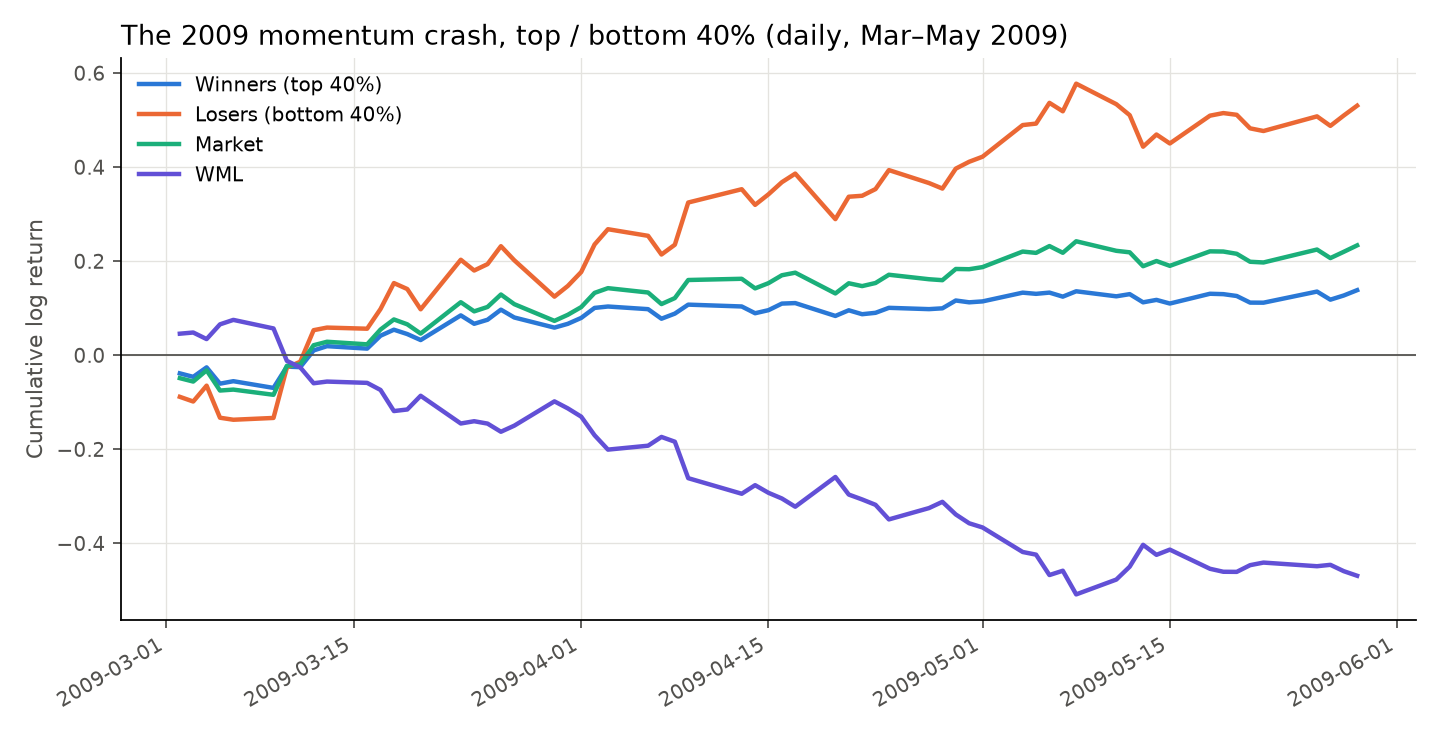 The 2009 momentum crash, top / bottom 40% (daily, Mar–May 2009)
Winners (top 40%)
Losers (bottom 40%)
Market
WML
Cumulative log return
0.6
0.4
0.2
0.0
−0.2
−0.4
2009-03-01
2009-03-15
2009-04-01
2009-04-15
2009-05-01
2009-05-15
2009-06-01